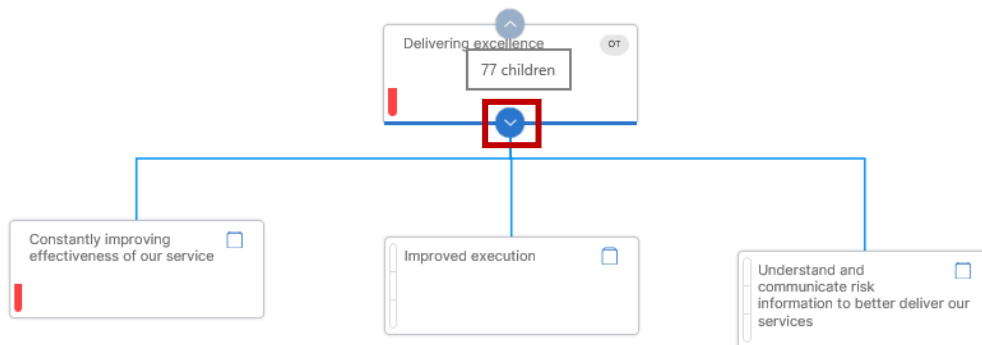 Delivering excellence
OT
77 children
Constantly improving
effectiveness of our service
Improved execution
Understand and
communicate risk
information to better deliver our
services